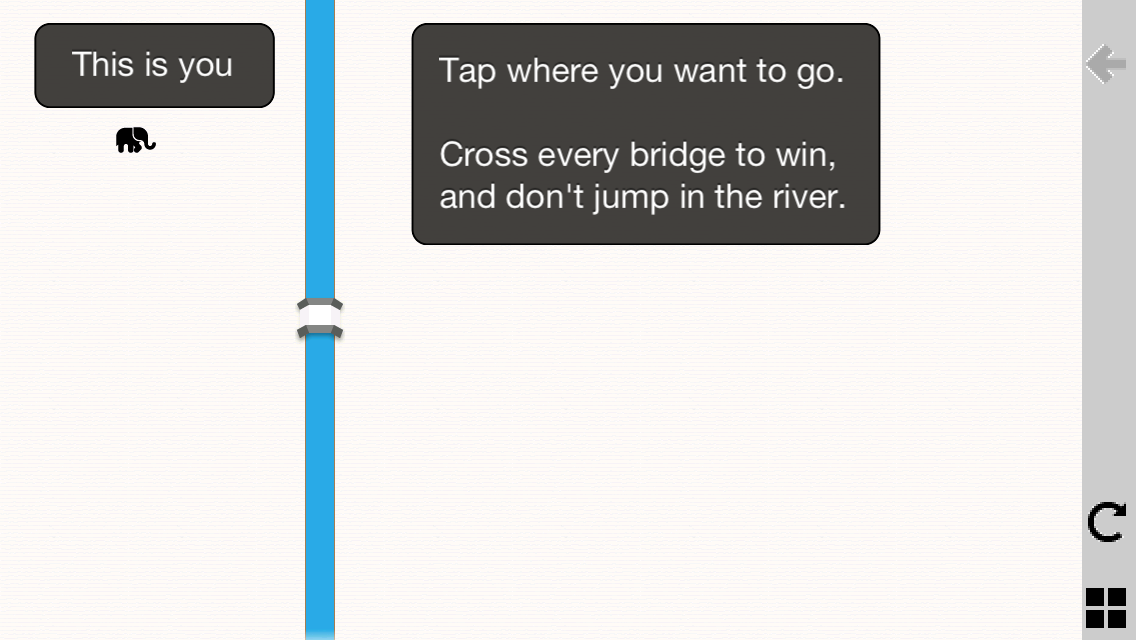 This is you
Tap where you want to go.
Cross every bridge to win,
and don't jump in the river.